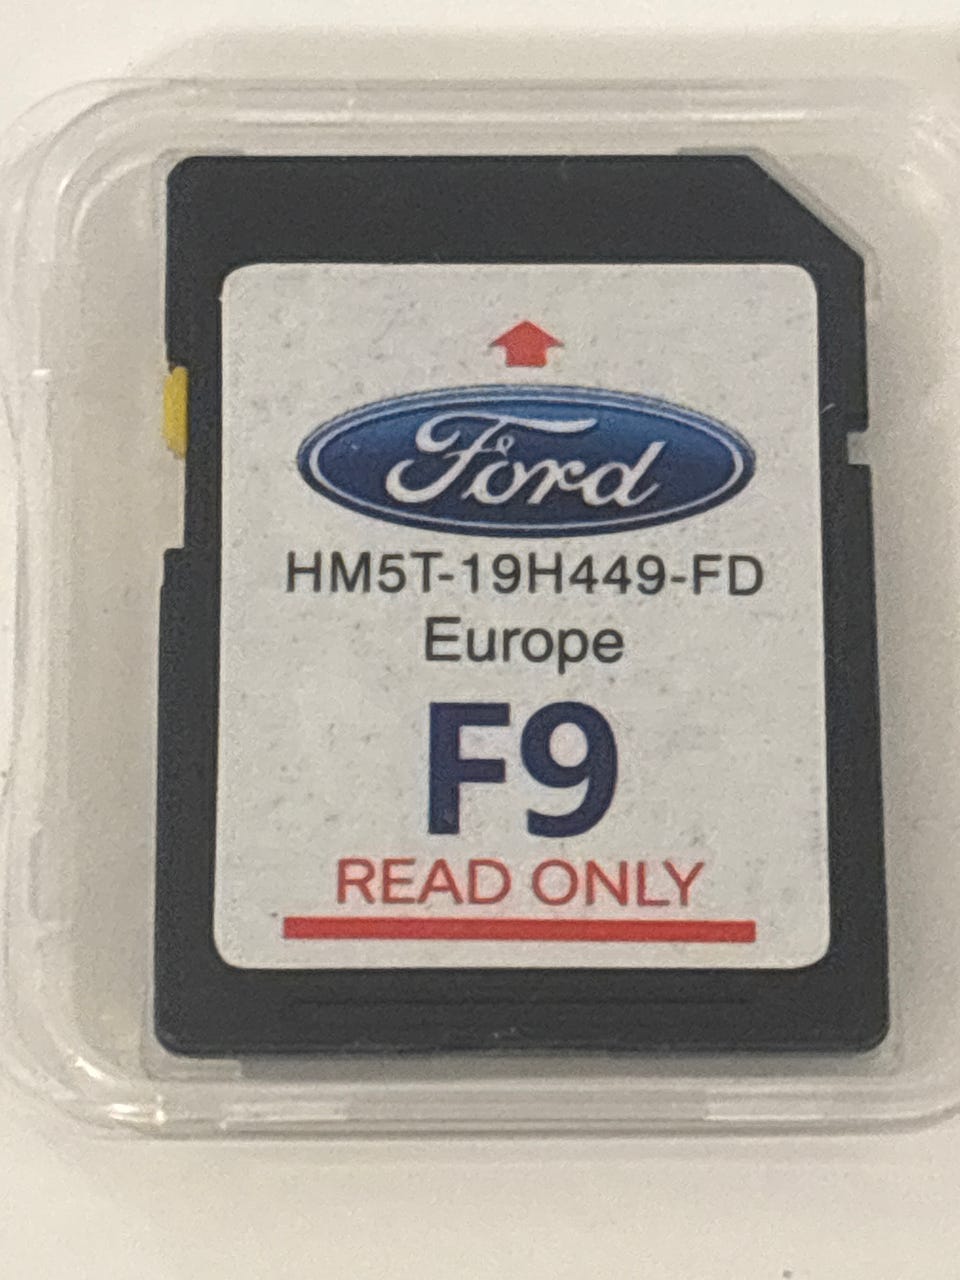 Ford
HM5T-19H449-FD
Europe
F9
READ ONLY